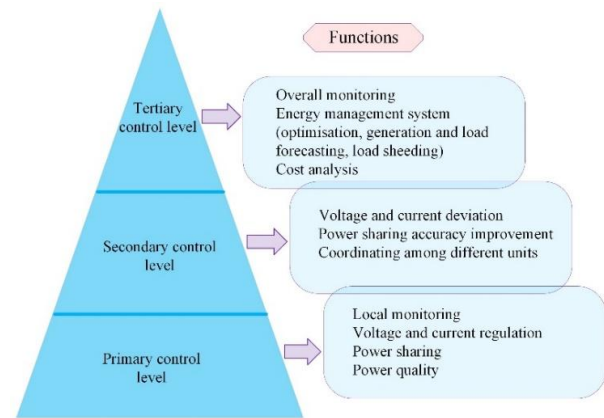 Functions
Tertiary
control level
Overall monitoring
Energy management system
(optimisation, generation and load
forecasting, load sheeding)
Cost analysis
Secondary control
level
Voltage and current deviation
Power sharing accuracy improvement
Coordinating among different units
Primary control
level
Local monitoring
Voltage and current regulation
Power sharing
Power quality